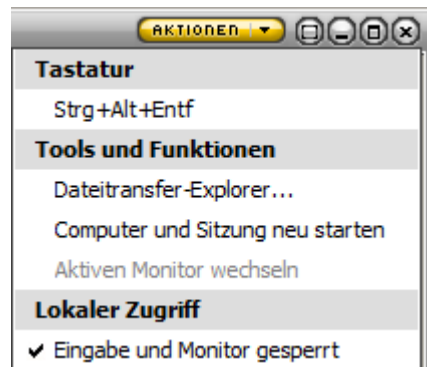 AKTIONEN
Tastatur
Strg+Alt+Entf
Tools und Funktionen
Dateitransfer-Explorer...
Computer und Sitzung neu starten
Aktiven Monitor wechseln
Lokaler Zugriff
Eingabe und Monitor gesperrt